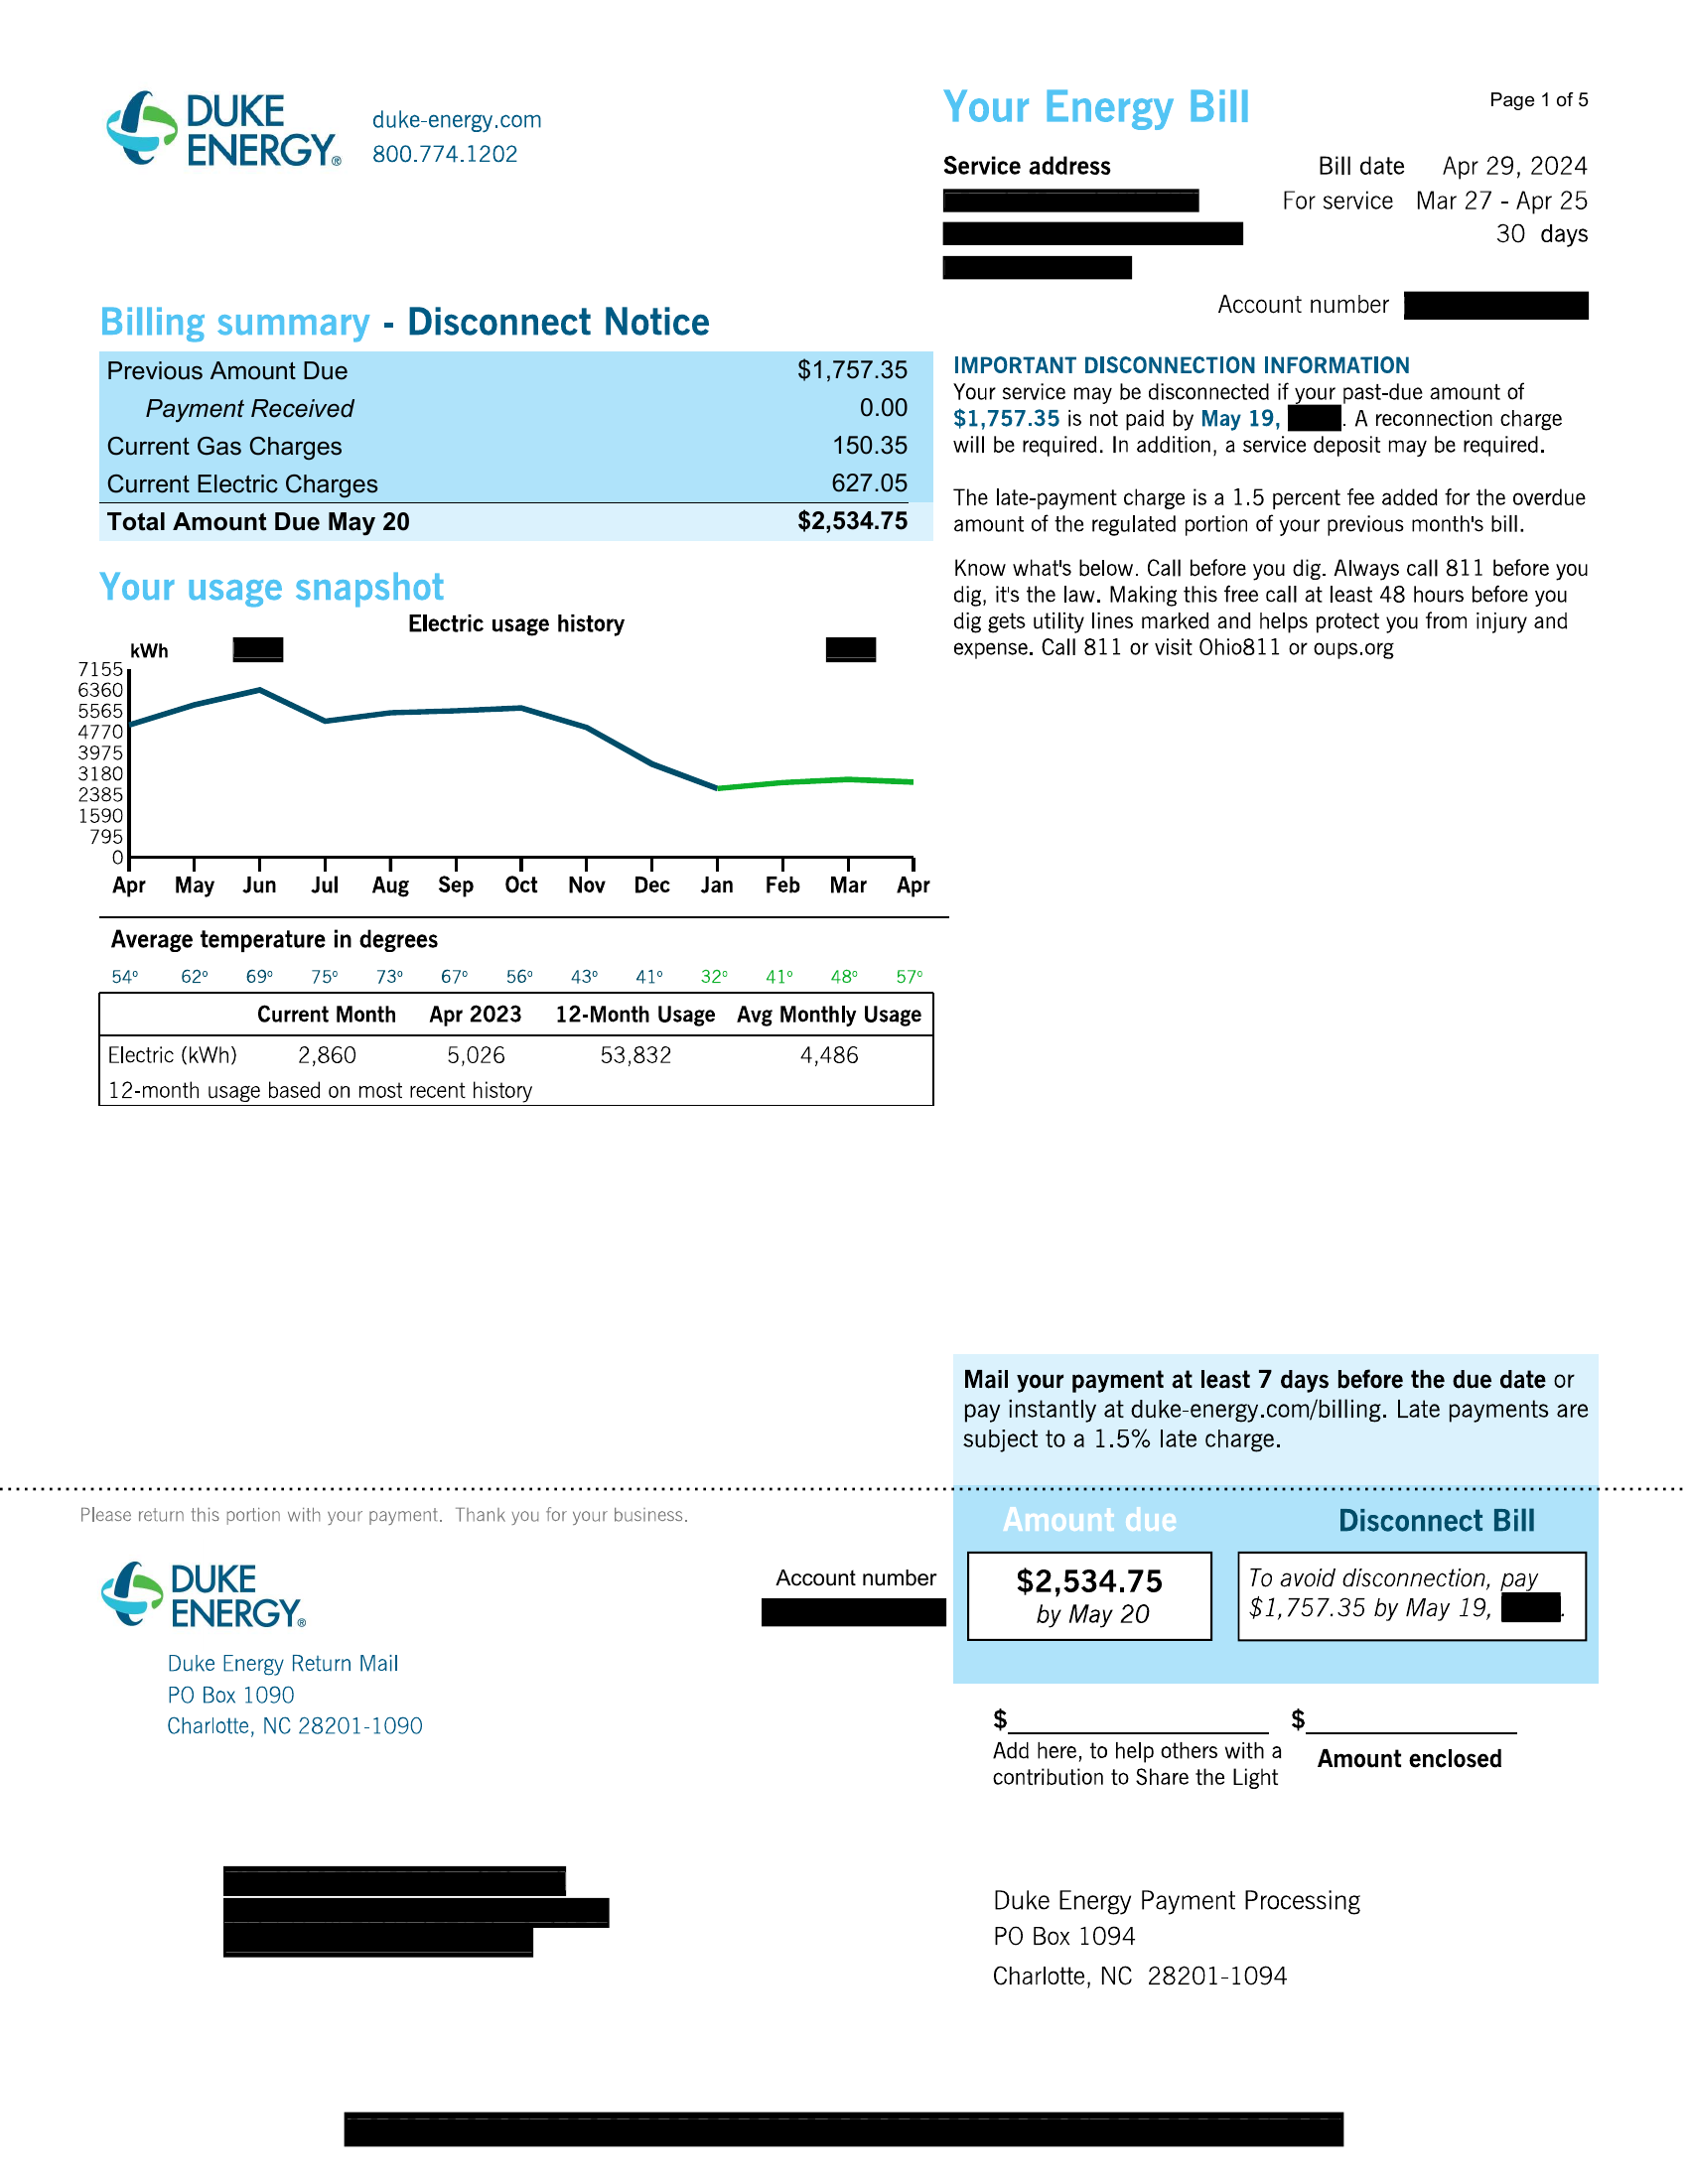 DUKE
ENERGY®
duke-energy.com
800.774.1202
Your Energy Bill
Page 1 of 5
Service address
Bill date Apr 29, 2024
For service Mar 27 - Apr 25
30 days
Account number
Billing summary - Disconnect Notice
Previous Amount Due $1,757.35
Payment Received 0.00
Current Gas Charges 150.35
Current Electric Charges 627.05
Total Amount Due May 20 $2,534.75
IMPORTANT DISCONNECTION INFORMATION
Your service may be disconnected if your past-due amount of
$1,757.35 is not paid by May 19, . A reconnection charge
will be required. In addition, a service deposit may be required.
The late-payment charge is a 1.5 percent fee added for the overdue
amount of the regulated portion of your previous month's bill.
Know what's below. Call before you dig. Always call 811 before you
dig, it's the law. Making this free call at least 48 hours before you
dig gets utility lines marked and helps protect you from injury and
expense. Call 811 or visit Ohio811 or oups.org
Your usage snapshot
Electric usage history
kWh
7155
6360
5565
4770
3975
3180
2385
1590
795
0
Apr May Jun Jul Aug Sep Oct Nov Dec Jan Feb Mar Apr
Average temperature in degrees
54° 62° 69° 75° 73° 67° 56° 43° 41° 32° 41° 48° 57°
Current Month Apr 2023 12-Month Usage Avg Monthly Usage
Electric (kWh) 2,860 5,026 53,832 4,486
12-month usage based on most recent history
Mail your payment at least 7 days before the due date or
pay instantly at duke-energy.com/billing. Late payments are
subject to a 1.5% late charge.
Please return this portion with your payment. Thank you for your business.
DUKE
ENERGY®
Duke Energy Return Mail
PO Box 1090
Charlotte, NC 28201-1090
Account number
Amount due
$2,534.75
by May 20
Disconnect Bill
To avoid disconnection, pay
$1,757.35 by May 19, .
$ $
Add here, to help others with a
contribution to Share the Light
Amount enclosed
Duke Energy Payment Processing
PO Box 1094
Charlotte, NC 28201-1094